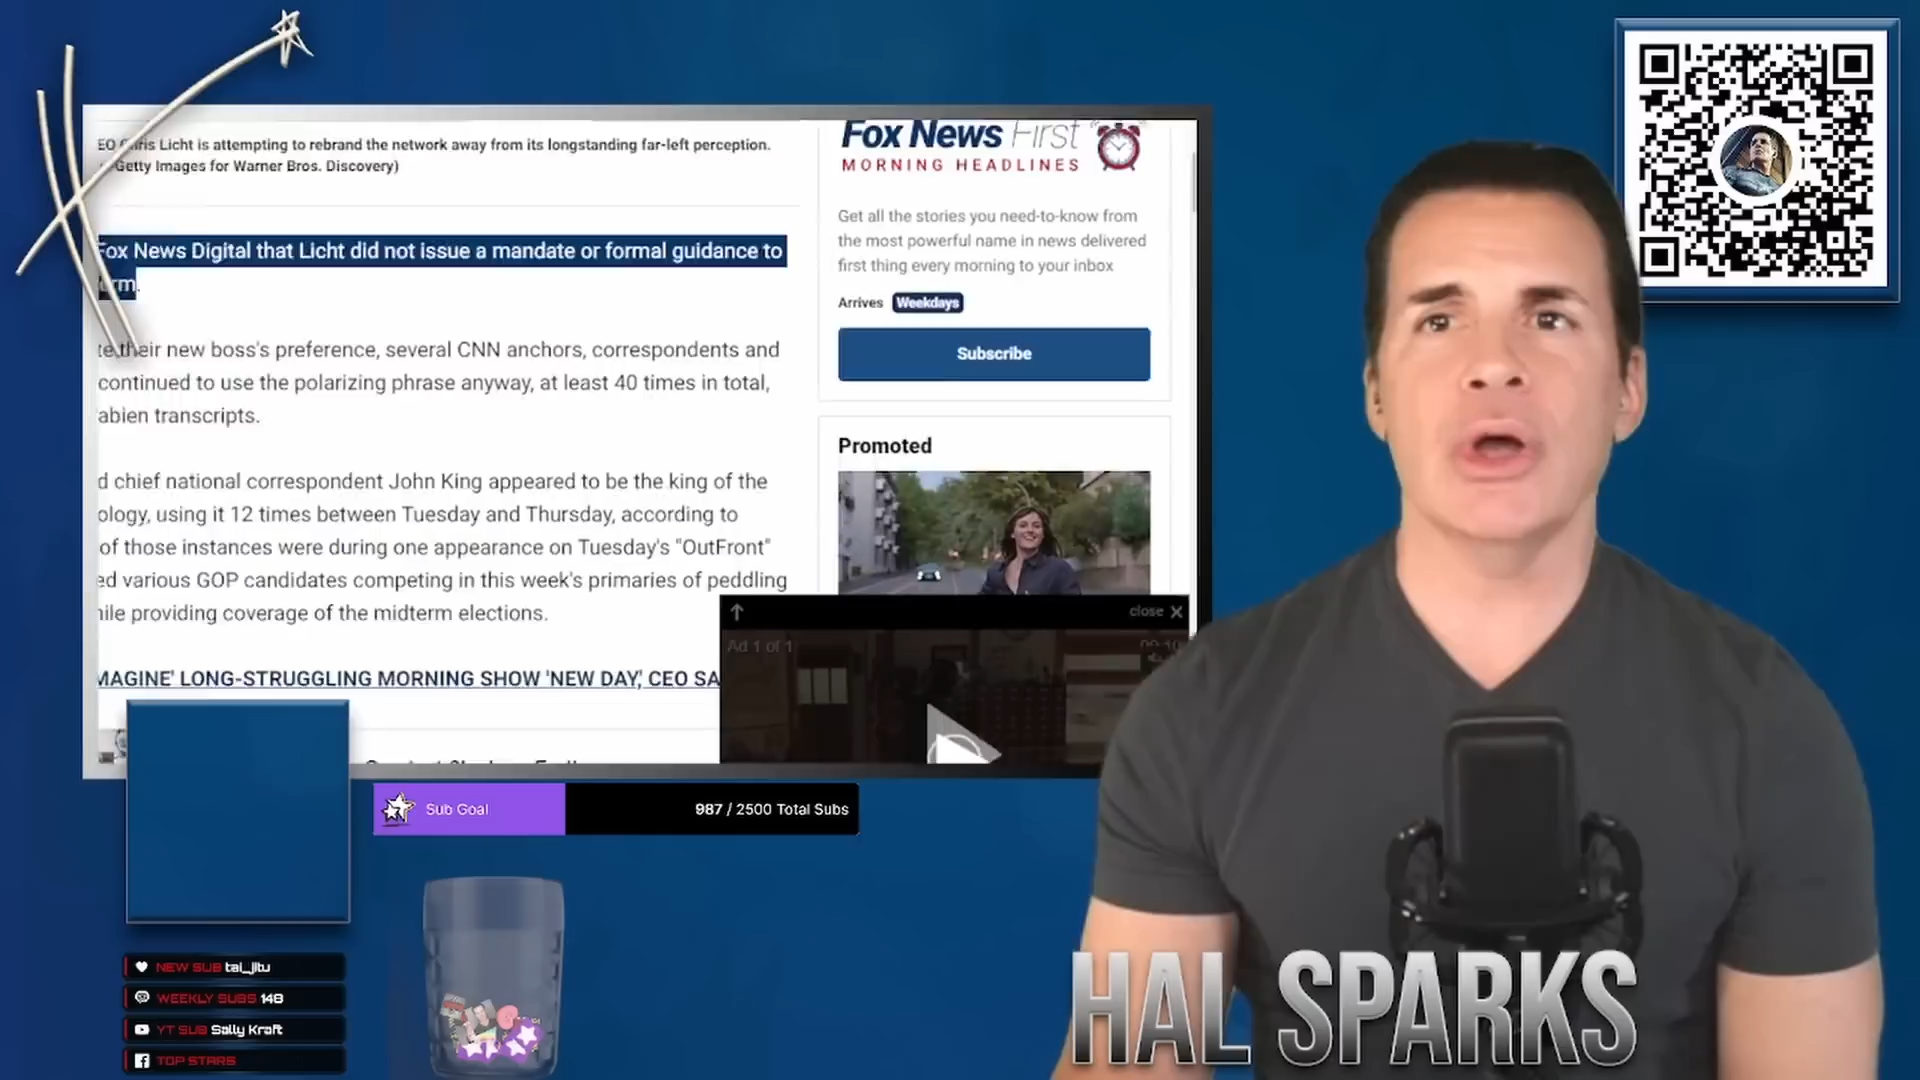 EO Chris Licht is attempting to rebrand the network away from its longstanding far-left perception.
Getty Images for Warner Bros. Discovery)
Fox News Digital that Licht did not issue a mandate or formal guidance to
their new boss's preference, several CNN anchors, correspondents and
continued to use the polarizing phrase anyway, at least 40 times in total,
abien transcripts.
d chief national correspondent John King appeared to be the king of the
ology, using it 12 times between Tuesday and Thursday, according to
of those instances were during one appearance on Tuesday's "OutFront"
ed various GOP candidates competing in this week's primaries of peddling
while providing coverage of the midterm elections.
MAGINE' LONG-STRUGGLING MORNING SHOW 'NEW DAY,' CEO SA
Fox News First
MORNING HEADLINES
Get all the stories you need-to-know from
the most powerful name in news delivered
first thing every morning to your inbox
Arrives Weekdays
Subscribe
Promoted
close
Ad 1 of 1
Sub Goal
987 / 2500 Total Subs
NEW SUB tai_jitu
WEEKLY SUBS 148
YT SUB Sally Kraft
TOP STARS
HAL SPARKS